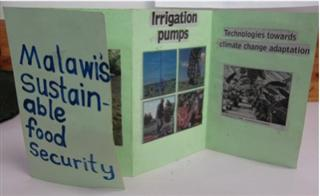 Malawi's
Sustain-
able
food
Security
Irrigation
pumps
Technologies towards
climate change adaptation